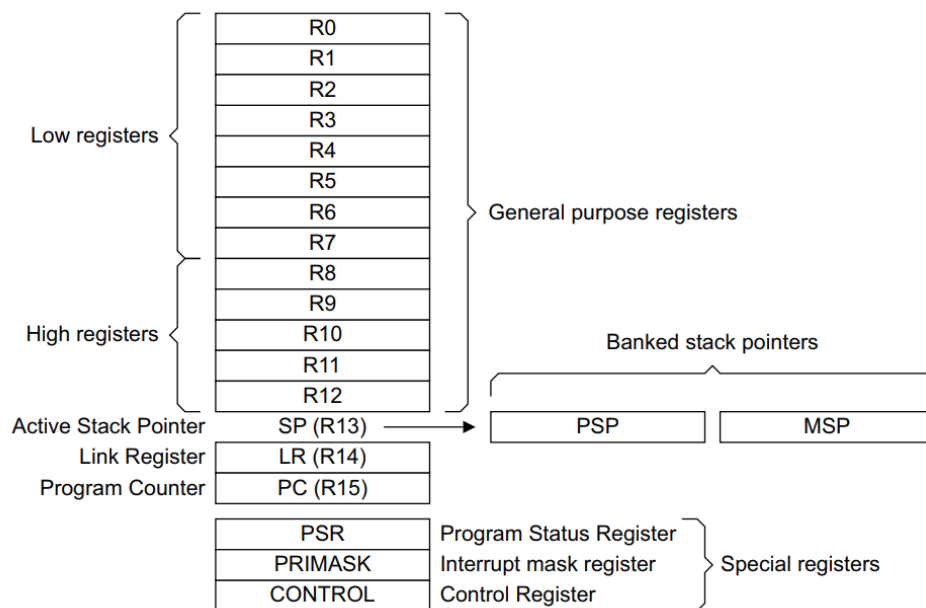 R0
R1
R2
R3
Low registers
R4
R5
R6
General purpose registers
R7
R8
R9
High registers
R10
Banked stack pointers
R11
R12
Active Stack Pointer SP (R13) PSP MSP
Link Register LR (R14)
Program Counter PC (R15)
PSR Program Status Register
PRIMASK Interrupt mask register Special registers
CONTROL Control Register